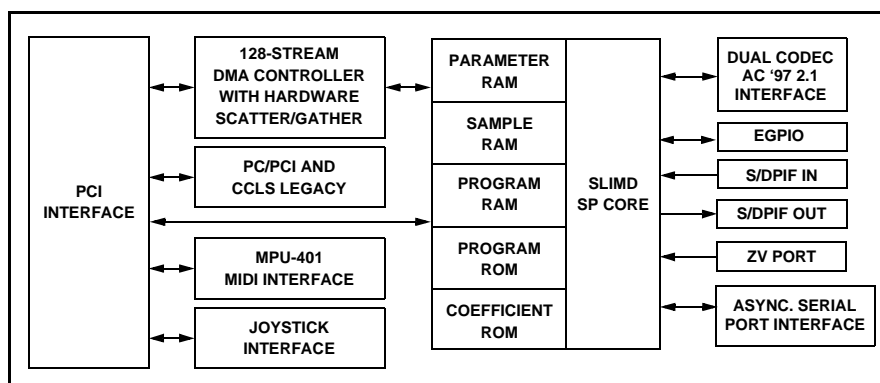 PCI
INTERFACE
128-STREAM
DMA CONTROLLER
WITH HARDWARE
SCATTER/GATHER
PC/PCI AND
CCLS LEGACY
MPU-401
MIDI INTERFACE
JOYSTICK
INTERFACE
PARAMETER
RAM
SAMPLE
RAM
PROGRAM
RAM
PROGRAM
ROM
COEFFICIENT
ROM
SLIMD
SP CORE
DUAL CODEC
AC ‘97 2.1
INTERFACE
EGPIO
S/DPIF IN
S/DPIF OUT
ZV PORT
ASYNC. SERIAL
PORT INTERFACE